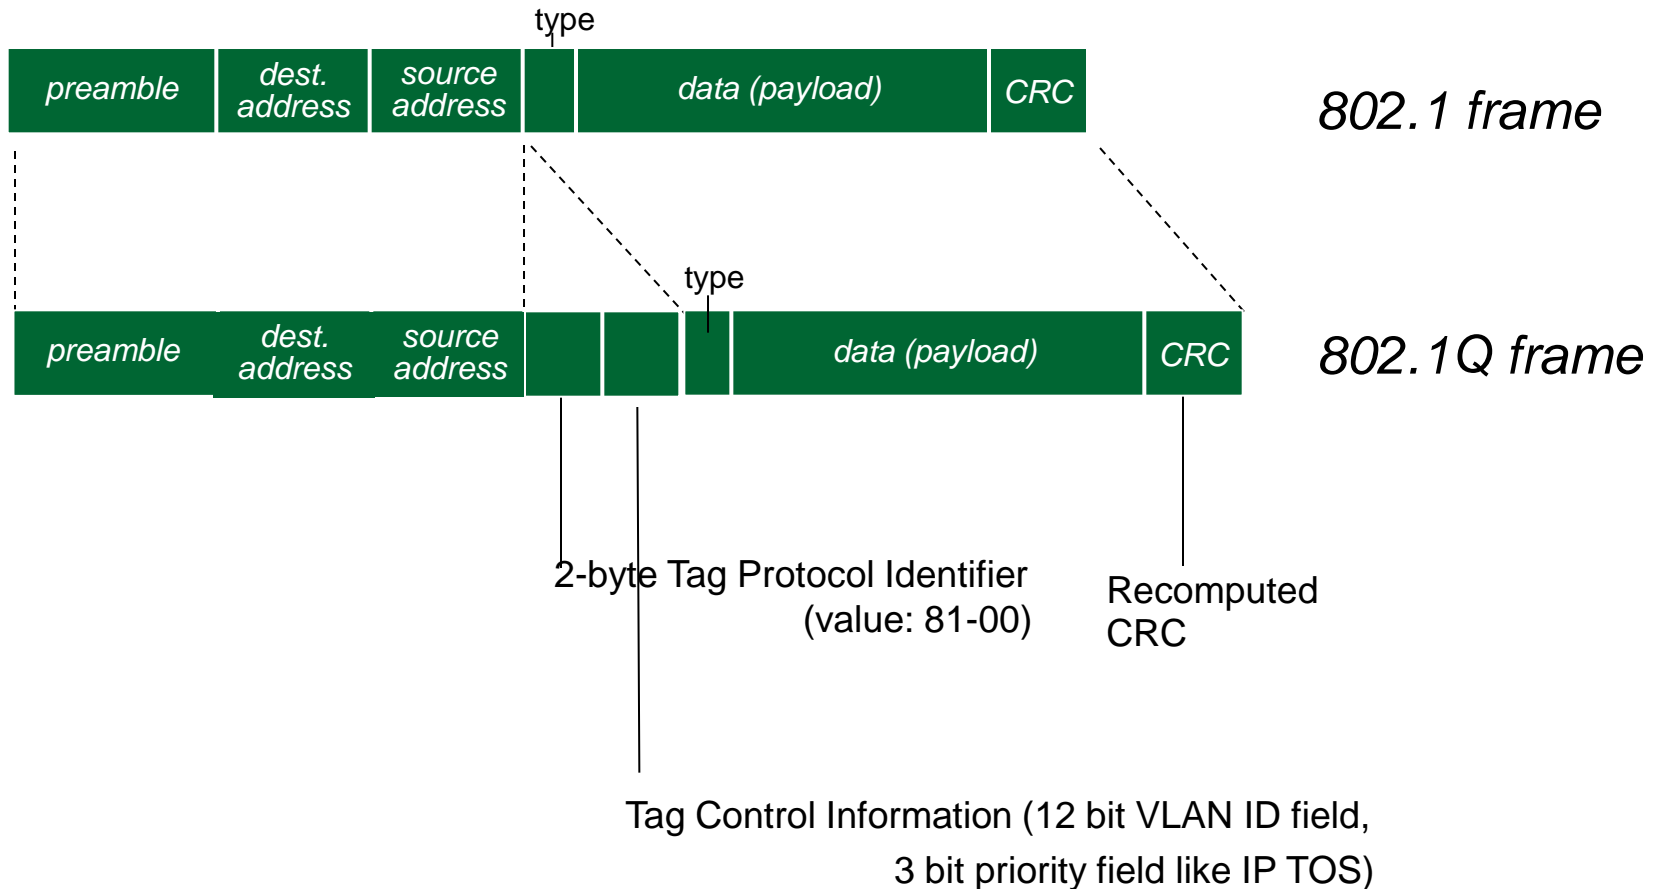 type
preamble
dest.
address
source
address
data (payload)
CRC
802.1 frame
type
preamble
dest.
address
source
address
data (payload)
CRC
802.1Q frame
2-byte Tag Protocol Identifier
(value: 81-00)
Recomputed
CRC
Tag Control Information (12 bit VLAN ID field,
3 bit priority field like IP TOS)